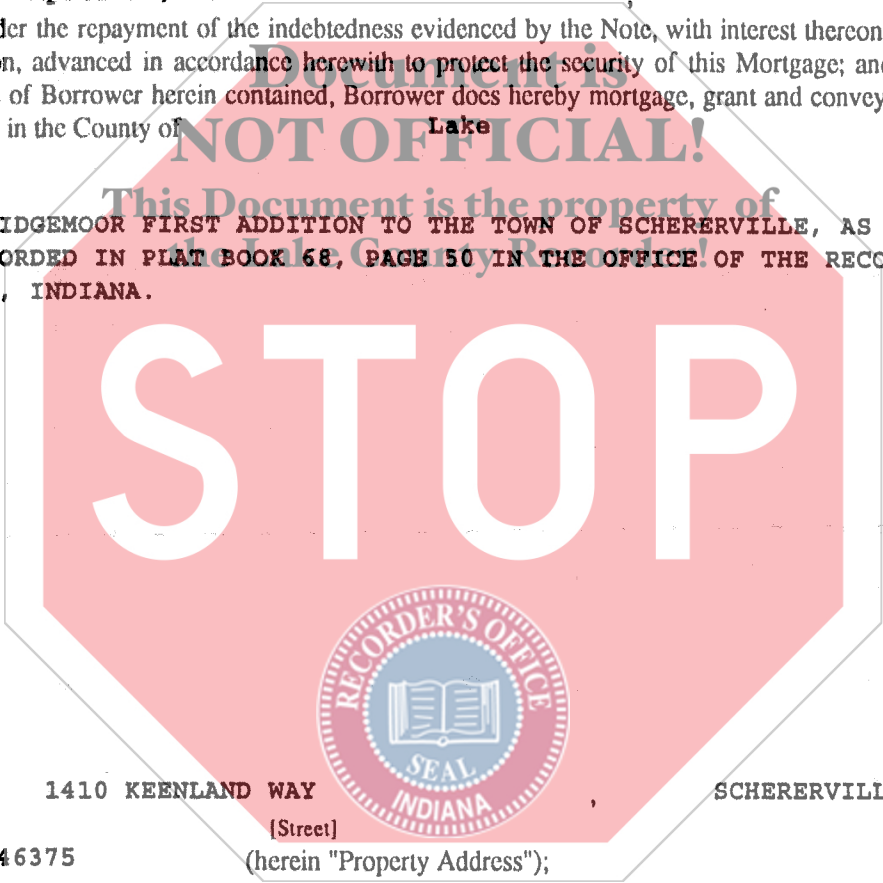 der the repayment of the indebtedness evidenced by the Note, with interest thereon
n, advanced in accordance herewith to protect the security of this Mortgage; and
of Borrower herein contained, Borrower does hereby mortgage, grant and convey
in the County of Lake
Document is
NOT OFFICIAL!
This Document is the property of
the Lake County Recorder!
IDGEMOOR FIRST ADDITION TO THE TOWN OF SCHERERVILLE, AS
ORDED IN PLAT BOOK 68, PAGE 50 IN THE OFFICE OF THE RECO
, INDIANA.
STOP
RECORDER'S OFFICE
SEAL
INDIANA
1410 KEENLAND WAY , SCHERERVILL
[Street]
46375 (herein "Property Address");